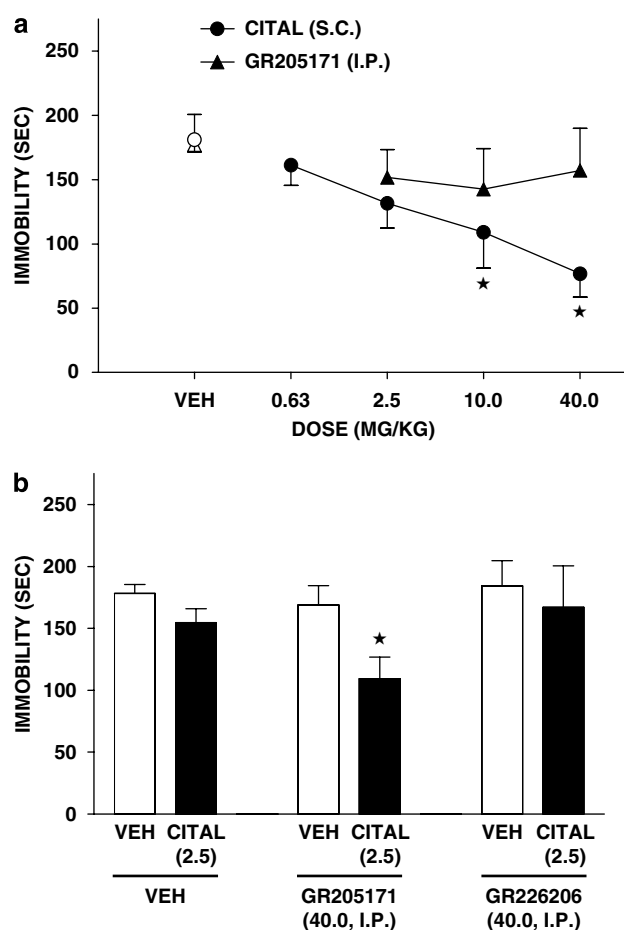 a
CITAL (S.C.)
GR205171 (I.P.)
IMMOBILITY (SEC)
250
200
150
100
50
0
★
★
VEH 0.63 2.5 10.0 40.0
DOSE (MG/KG)
b
IMMOBILITY (SEC)
250
200
150
100
50
0
★
VEH CITAL VEH CITAL VEH CITAL
(2.5) (2.5) (2.5)
VEH GR205171 GR226206
(40.0, I.P.) (40.0, I.P.)